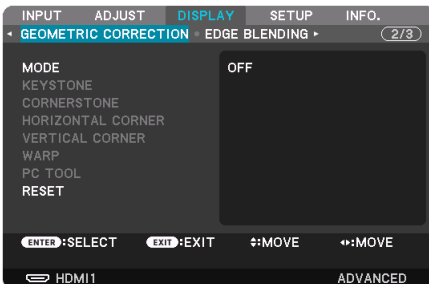 INPUT ADJUST DISPLAY SETUP INFO.
GEOMETRIC CORRECTION EDGE BLENDING 2/3
MODE OFF
KEYSTONE
CORNERSTONE
HORIZONTAL CORNER
VERTICAL CORNER
WARP
PC TOOL
RESET
ENTER :SELECT EXIT :EXIT :MOVE :MOVE
HDMI1 ADVANCED